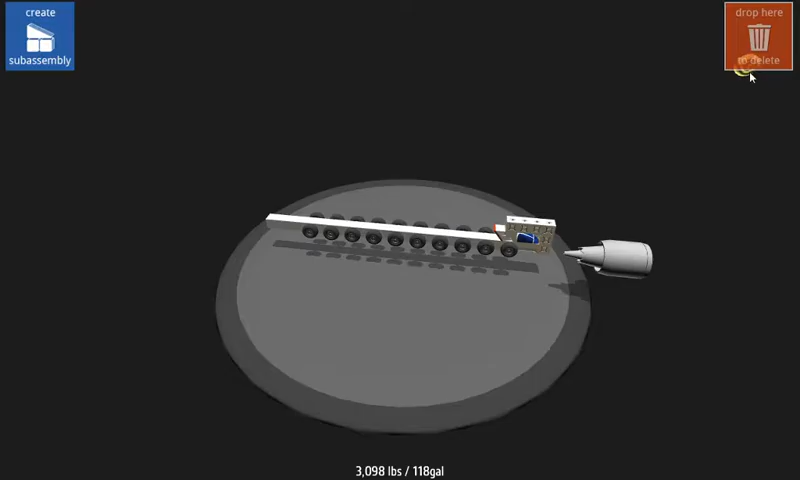 create
subassembly
drop here
to delete
3,098 lbs / 118gal